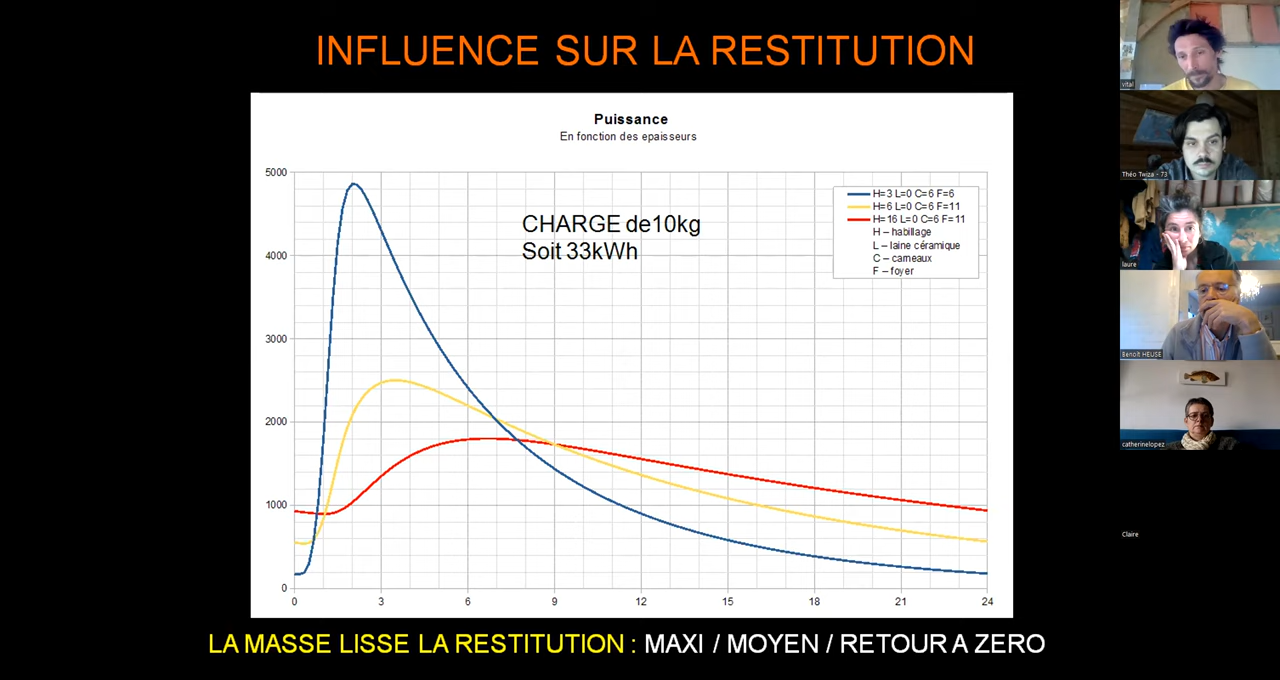 INFLUENCE SUR LA RESTITUTION
Puissance
En fonction des epaisseurs
5000
4000
3000
2000
1000
0
0
3
6
9
12
15
18
21
24
CHARGE de10kg
Soit 33kWh
H=3 L=0 C=6 F=6
H=6 L=0 C=6 F=11
H=16 L=0 C=6 F=11
H – habillage
L – laine céramique
C – carneaux
F – foyer
LA MASSE LISSE LA RESTITUTION : MAXI / MOYEN / RETOUR A ZERO
vital
Théo Twiza - 73
laure
Benoît HEUSE
catherinelopez
Claire